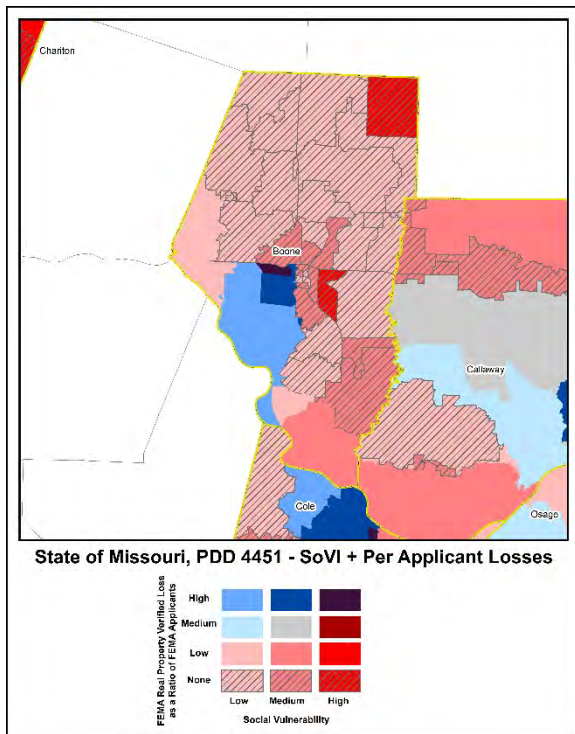 Chariton
Boone
Callaway
Cole
Osage
State of Missouri, PDD 4451 - SoVI + Per Applicant Losses
FEMA Real Property Verified Loss
as a Ratio of FEMA Applicants
High
Medium
Low
None
Low Medium High
Social Vulnerability